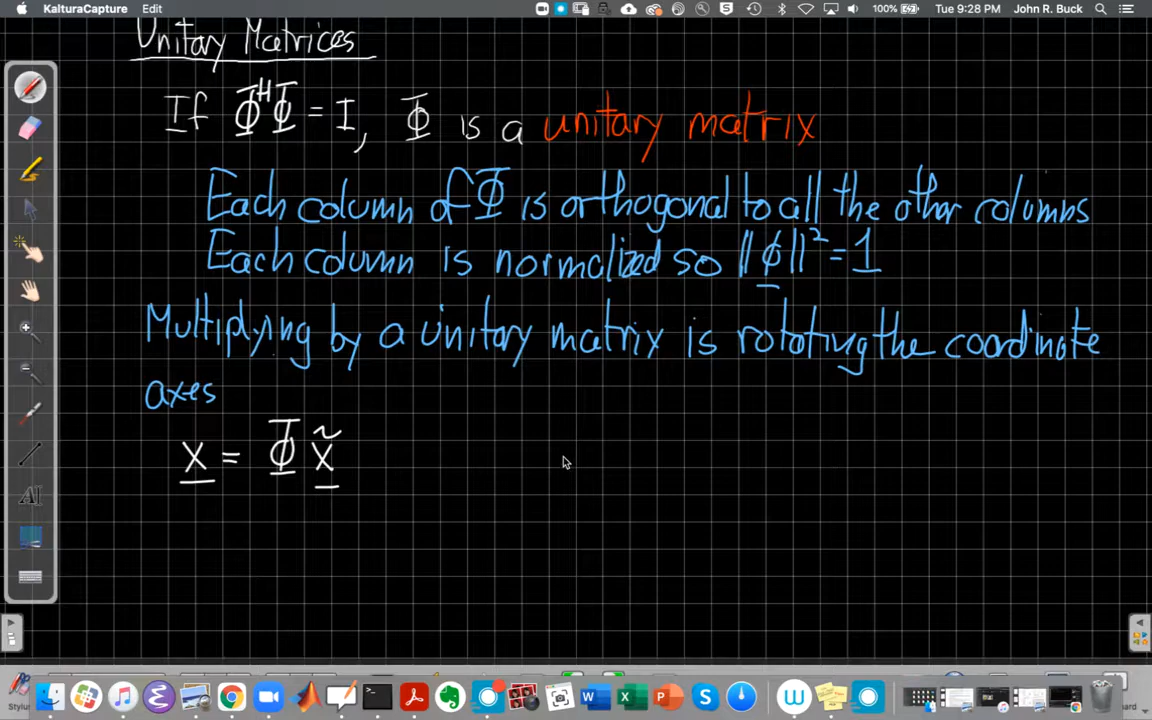 KalturaCapture Edit
100% Tue 9:28 PM John R. Buck
Unitary Matrices
If Φ^H Φ = I, Φ is a unitary matrix
Each column of Φ is orthogonal to all the other columns
Each column is normalized so ||ϕ||² = 1
Multiplying by a unitary matrix is rotating the coordinate
axes
x = Φ x̃